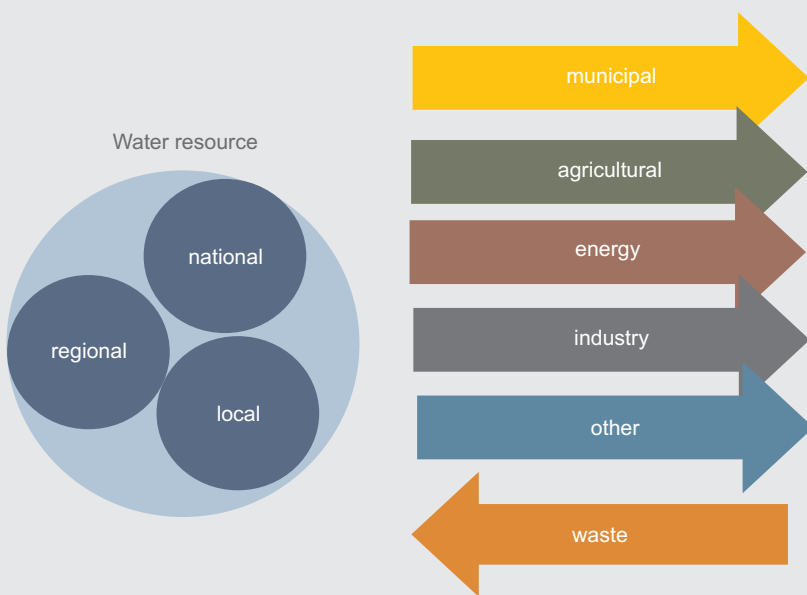 Water resource
national
regional
local
municipal
agricultural
energy
industry
other
waste